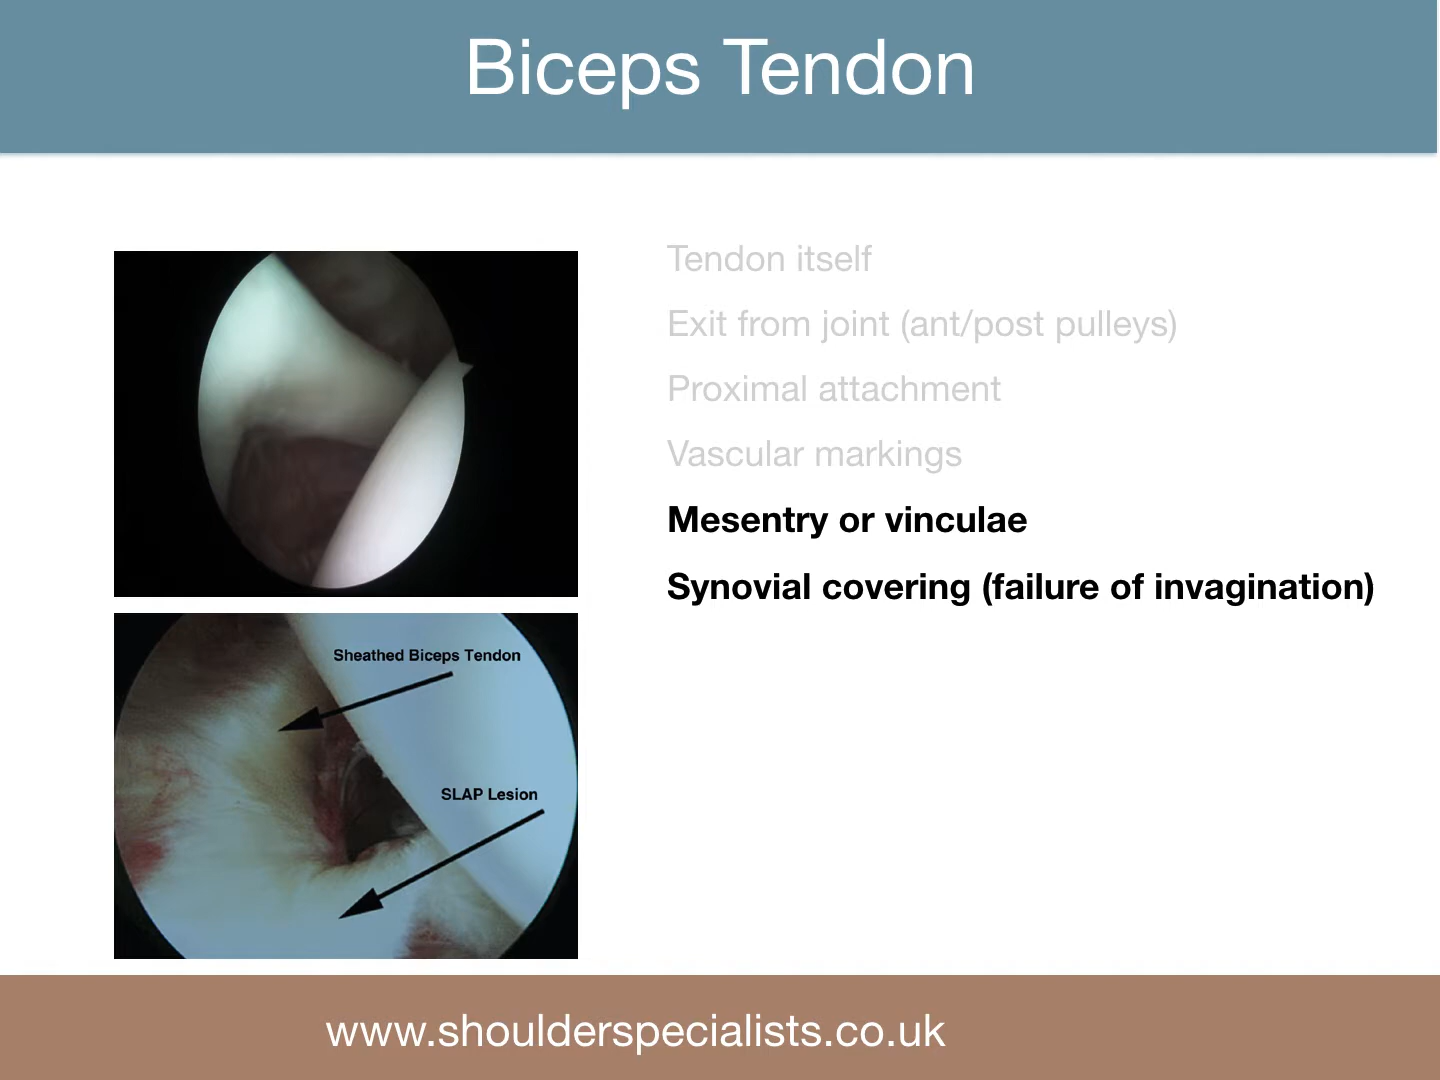 Biceps Tendon
Tendon itself
Exit from joint (ant/post pulleys)
Proximal attachment
Vascular markings
Mesentry or vinculae
Synovial covering (failure of invagination)
Sheathed Biceps Tendon
SLAP Lesion
www.shoulderspecialists.co.uk